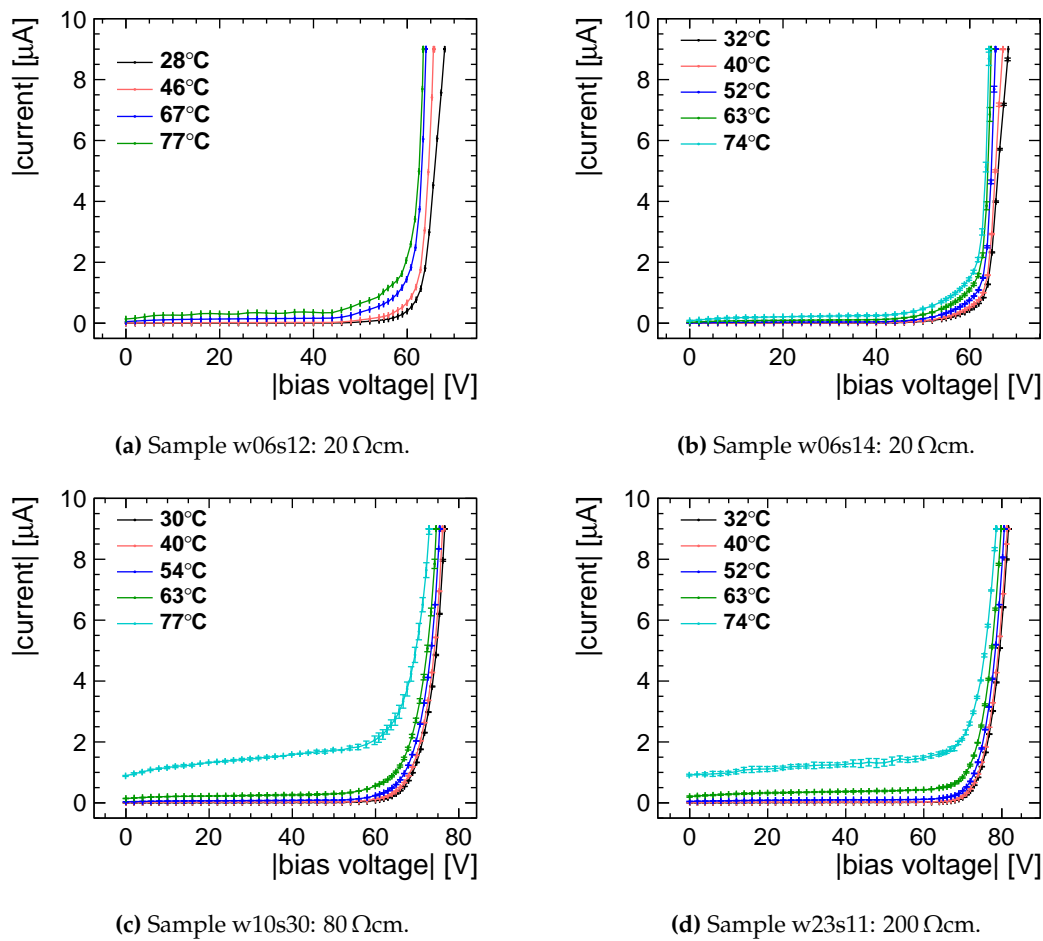 |current| [μA]
10
8
6
4
2
0
28°C
46°C
67°C
77°C
0 20 40 60
|bias voltage| [V]
(a) Sample w06s12: 20 Ωcm.
|current| [μA]
10
8
6
4
2
0
32°C
40°C
52°C
63°C
74°C
0 20 40 60
|bias voltage| [V]
(b) Sample w06s14: 20 Ωcm.
|current| [μA]
10
8
6
4
2
0
30°C
40°C
54°C
63°C
77°C
0 20 40 60 80
|bias voltage| [V]
(c) Sample w10s30: 80 Ωcm.
|current| [μA]
10
8
6
4
2
0
32°C
40°C
52°C
63°C
74°C
0 20 40 60 80
|bias voltage| [V]
(d) Sample w23s11: 200 Ωcm.